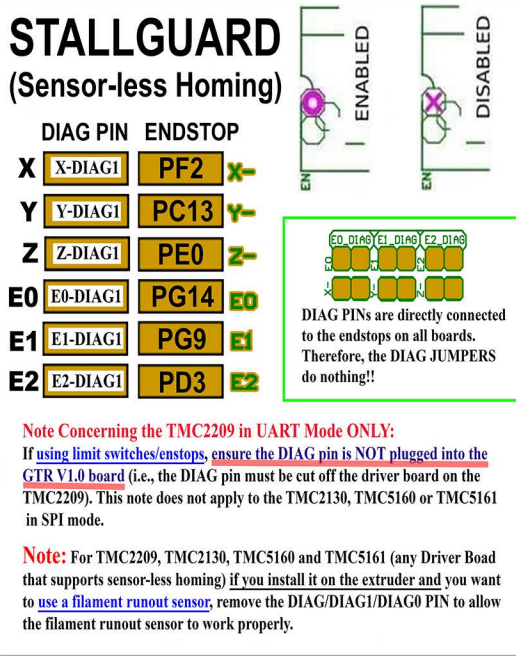 STALLGUARD
(Sensor-less Homing)
ENABLED
DISABLED
EN
EN
DIAG PIN ENDSTOP
X X-DIAG1 PF2 X-
Y Y-DIAG1 PC13 Y-
Z Z-DIAG1 PE0 Z-
E0 E0-DIAG1 PG14 E0
E1 E1-DIAG1 PG9 E1
E2 E2-DIAG1 PD3 E2
E0_DIAG E1_DIAG E2_DIAG
E0 E1 E2
X- Y- Z-
DIAG PINs are directly connected
to the endstops on all boards.
Therefore, the DIAG JUMPERS
do nothing!!
Note Concerning the TMC2209 in UART Mode ONLY:
If using limit switches/enstops, ensure the DIAG pin is NOT plugged into the
GTR V1.0 board (i.e., the DIAG pin must be cut off the driver board on the
TMC2209). This note does not apply to the TMC2130, TMC5160 or TMC5161
in SPI mode.
Note: For TMC2209, TMC2130, TMC5160 and TMC5161 (any Driver Boad
that supports sensor-less homing) if you install it on the extruder and you want
to use a filament runout sensor, remove the DIAG/DIAG1/DIAG0 PIN to allow
the filament runout sensor to work properly.